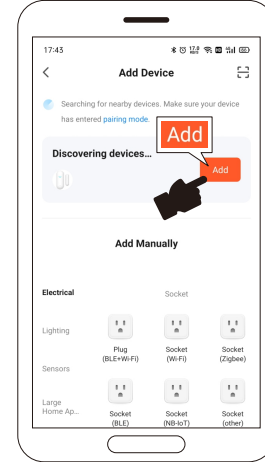 17:43
Add Device
Searching for nearby devices. Make sure your device
has entered pairing mode.
Add
Discovering devices...
Add
Add Manually
Electrical
Socket
Lighting
Plug
(BLE+Wi-Fi)
Socket
(Wi-Fi)
Socket
(Zigbee)
Sensors
Large
Home Ap...
Socket
(BLE)
Socket
(NB-IoT)
Socket
(other)